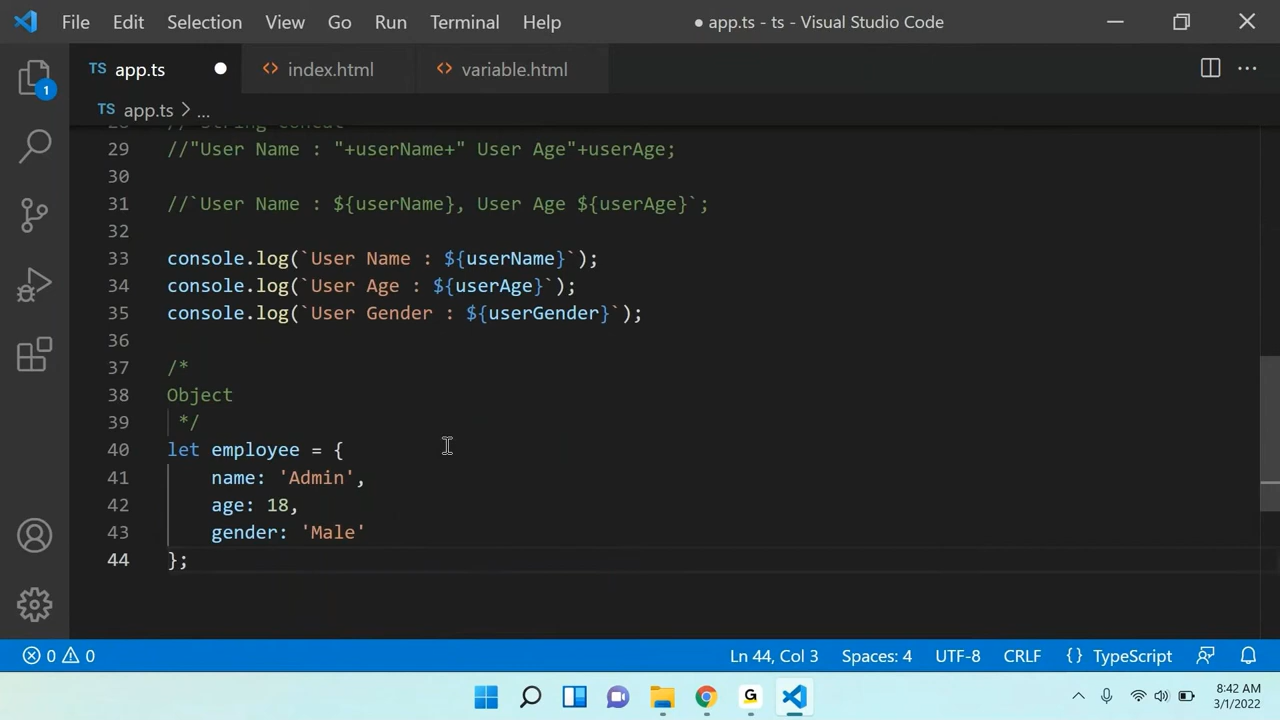 File Edit Selection View Go Run Terminal Help ● app.ts - ts - Visual Studio Code
TS app.ts ● <> index.html <> variable.html
TS app.ts > ...
1
28 // String Concat
29 //"User Name : "+userName+" User Age"+userAge;
30
31 //`User Name : ${userName}, User Age ${userAge}`;
32
33 console.log(`User Name : ${userName}`);
34 console.log(`User Age : ${userAge}`);
35 console.log(`User Gender : ${userGender}`);
36
37 /*
38 Object
39 */
40 let employee = {
41 name: 'Admin',
42 age: 18,
43 gender: 'Male'
44 };
0 0 Ln 44, Col 3 Spaces: 4 UTF-8 CRLF {} TypeScript
G 8:42 AM
3/1/2022